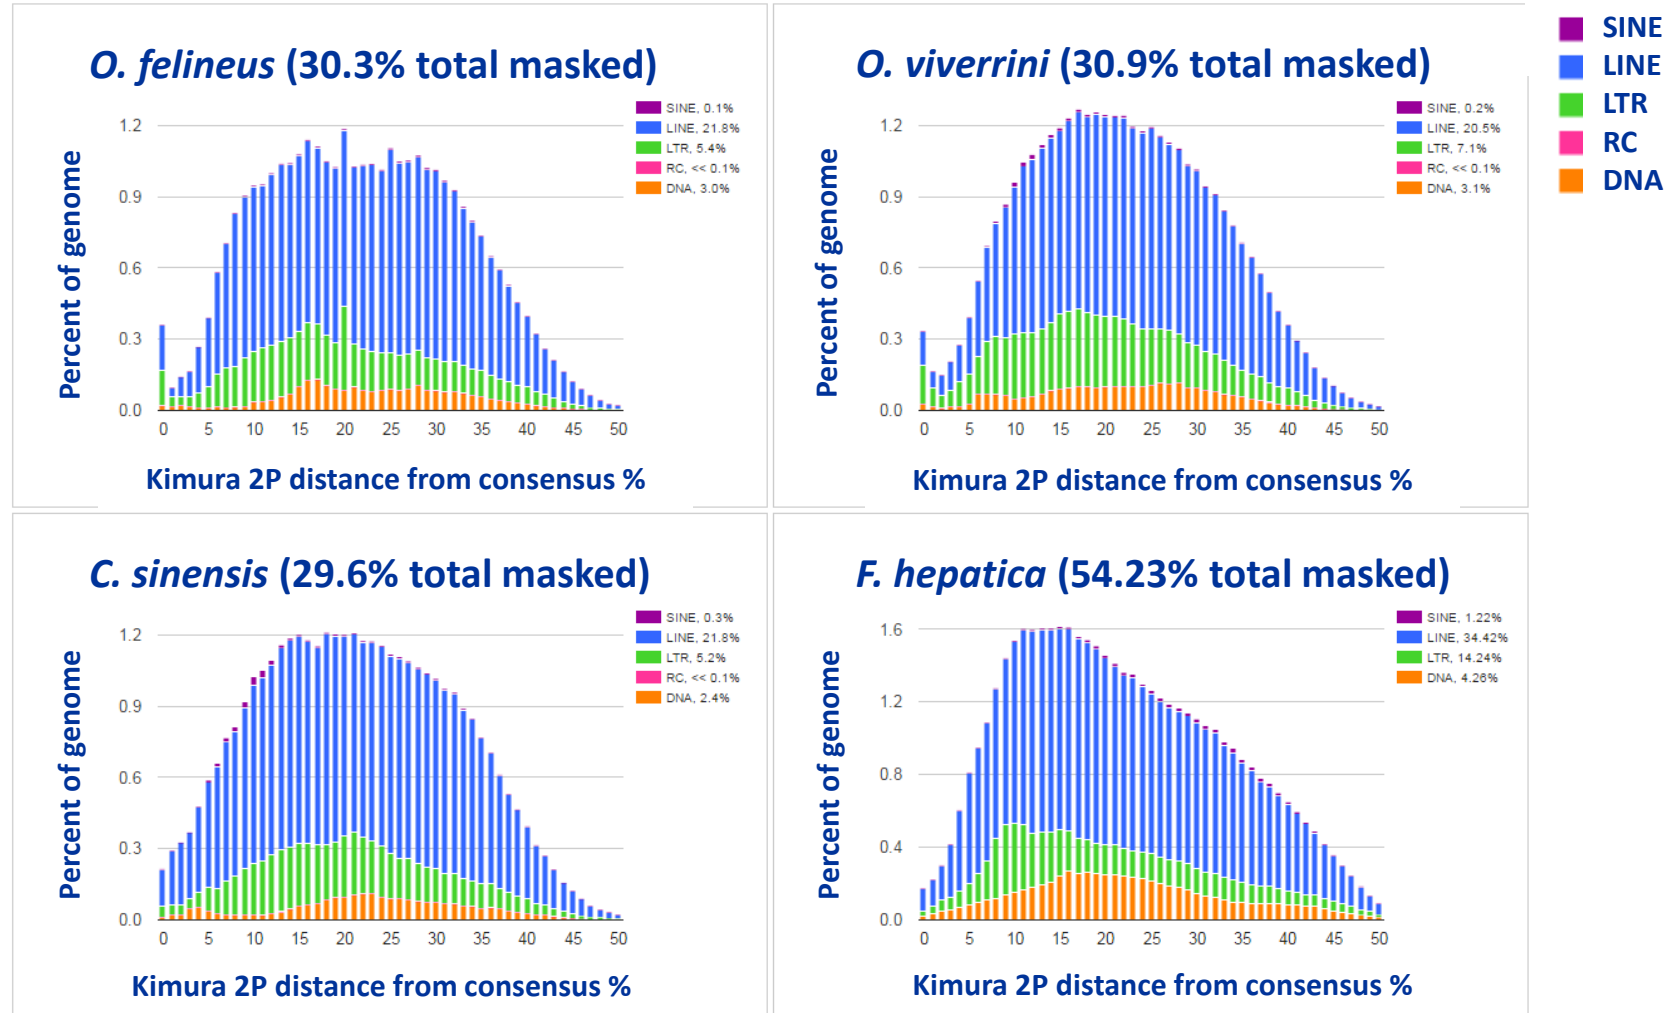 O. felineus (30.3% total masked)
SINE, 0.1%
LINE, 21.8%
LTR, 5.4%
RC, << 0.1%
DNA, 3.0%
Percent of genome
1.2
0.9
0.6
0.3
0.0
0 5 10 15 20 25 30 35 40 45 50
Kimura 2P distance from consensus %
O. viverrini (30.9% total masked)
SINE, 0.2%
LINE, 20.5%
LTR, 7.1%
RC, << 0.1%
DNA, 3.1%
Percent of genome
1.2
0.9
0.6
0.3
0.0
0 5 10 15 20 25 30 35 40 45 50
Kimura 2P distance from consensus %
SINE
LINE
LTR
RC
DNA
C. sinensis (29.6% total masked)
SINE, 0.3%
LINE, 21.8%
LTR, 5.2%
RC, << 0.1%
DNA, 2.4%
Percent of genome
1.2
0.9
0.6
0.3
0.0
0 5 10 15 20 25 30 35 40 45 50
Kimura 2P distance from consensus %
F. hepatica (54.23% total masked)
SINE, 1.22%
LINE, 34.42%
LTR, 14.24%
DNA, 4.26%
Percent of genome
1.6
1.2
0.8
0.4
0.0
0 5 10 15 20 25 30 35 40 45 50
Kimura 2P distance from consensus %